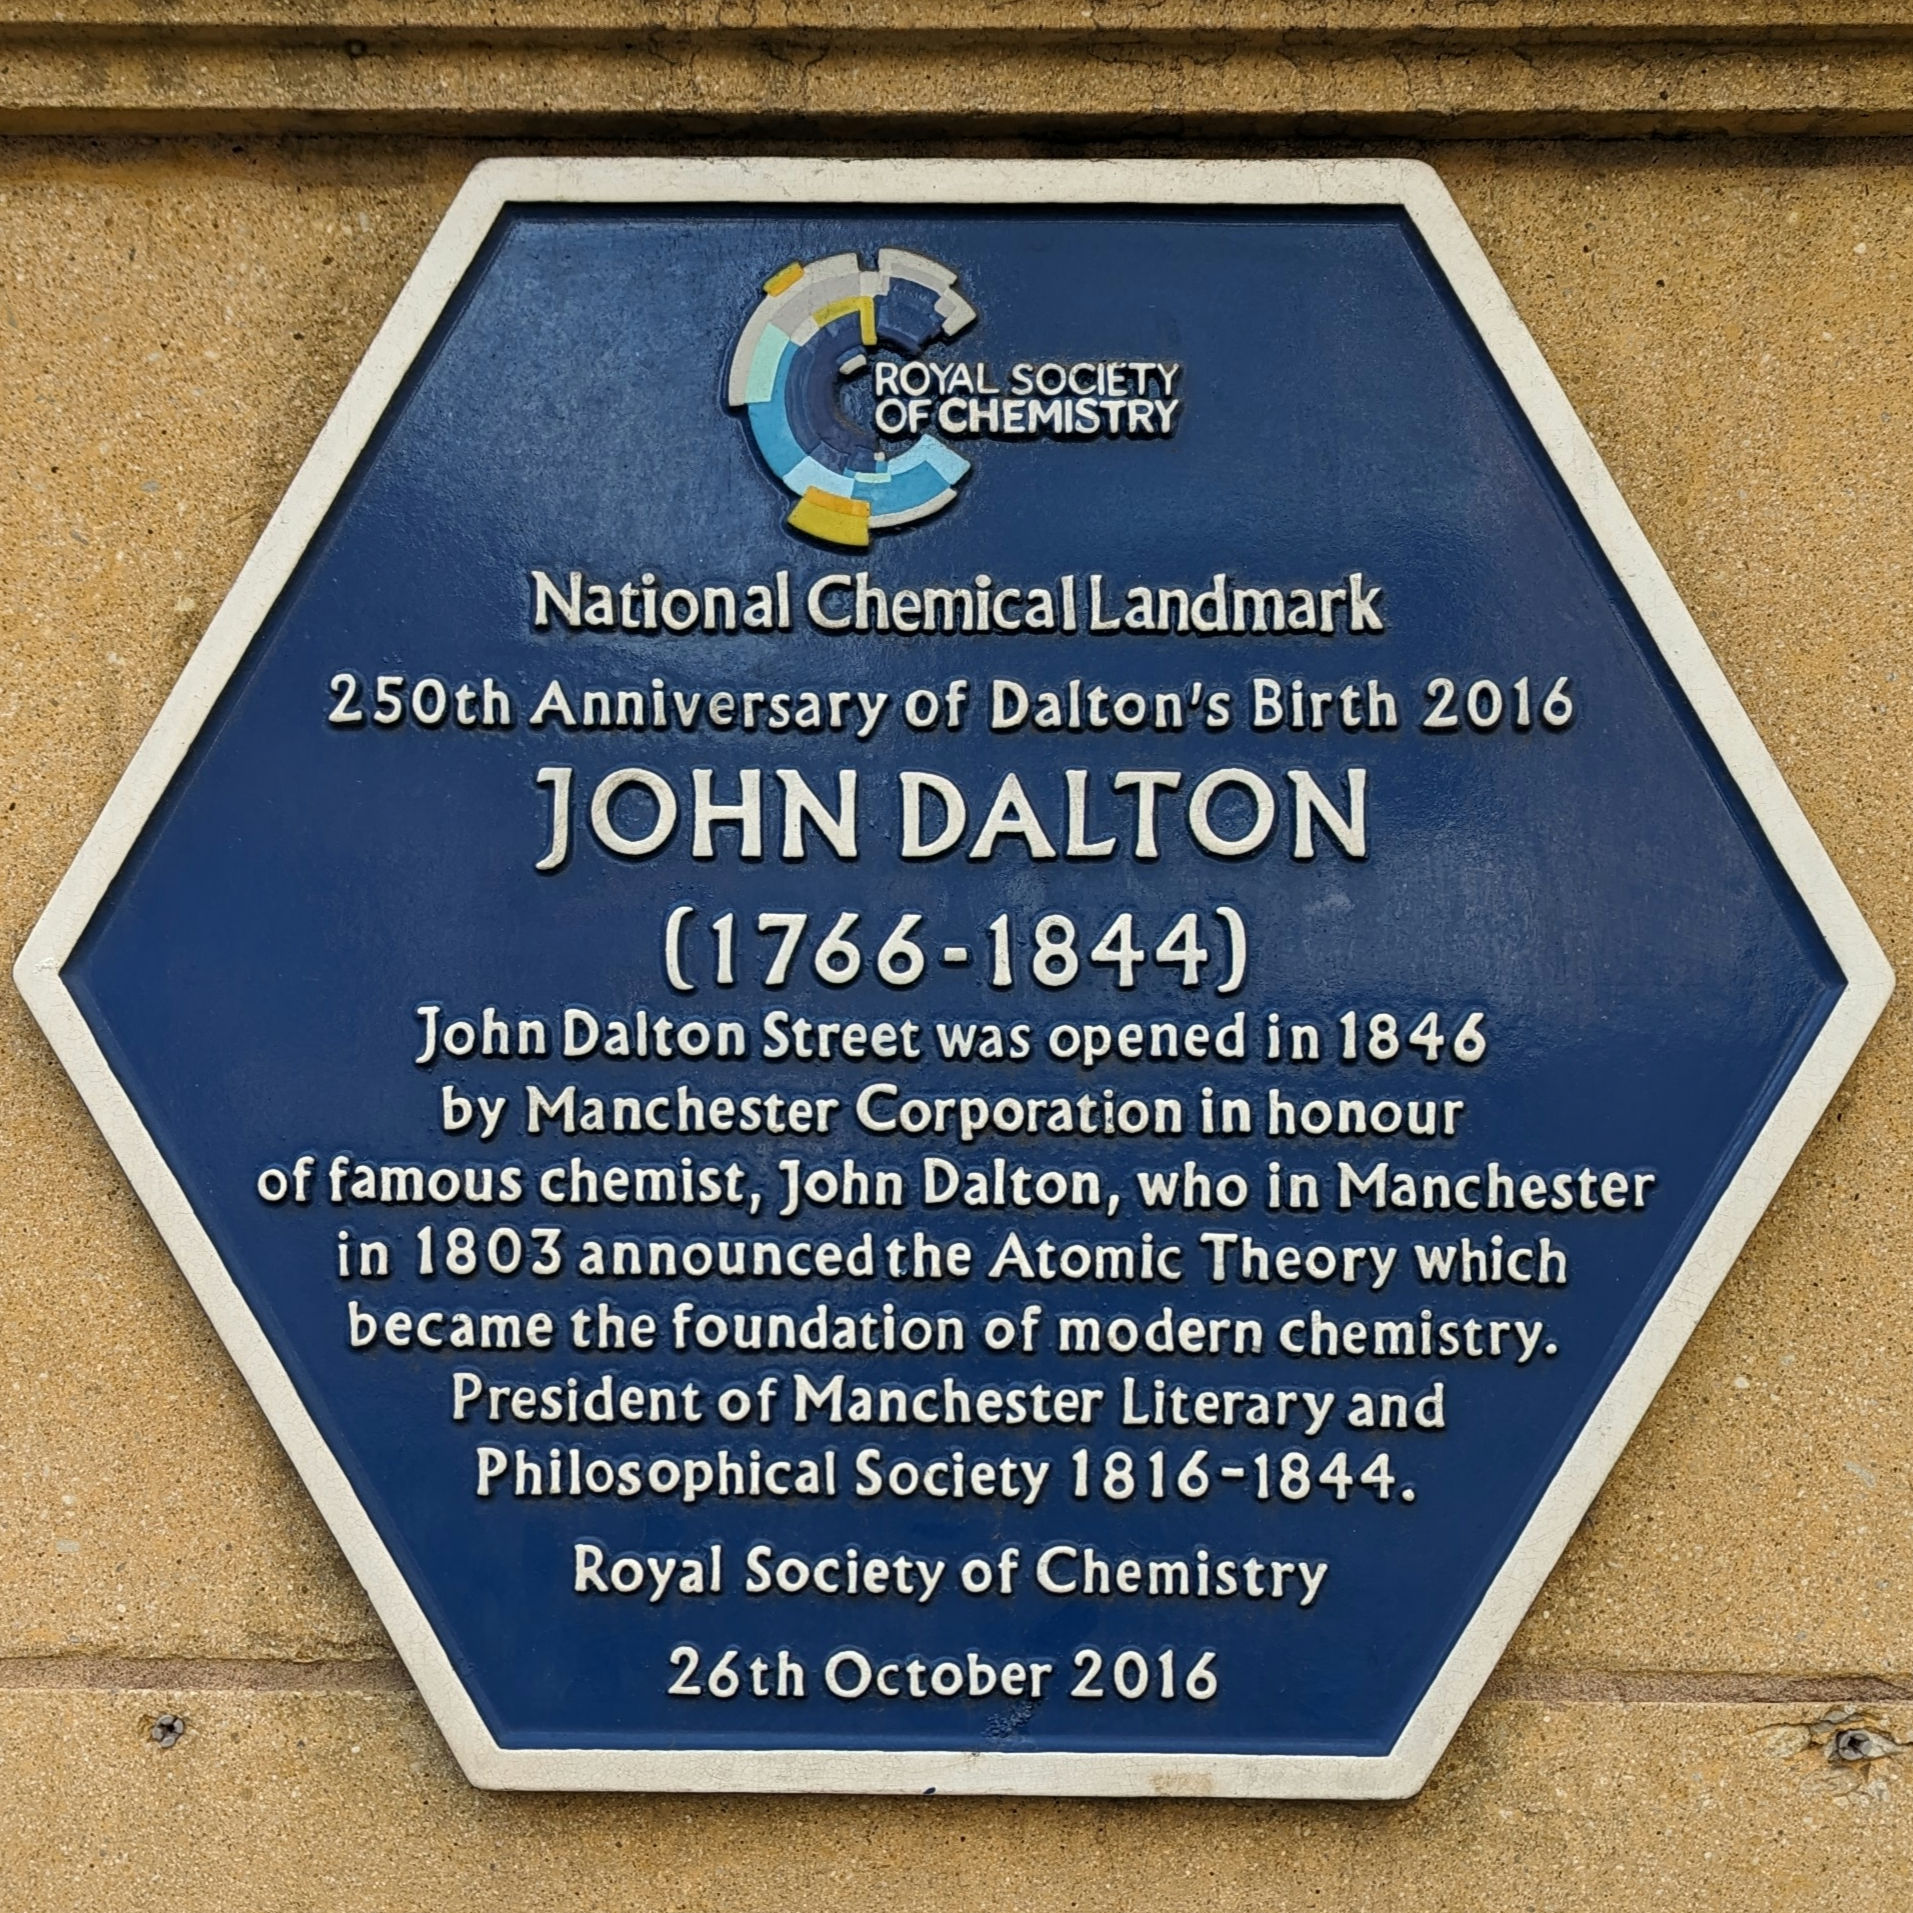 ROYAL SOCIETY
OF CHEMISTRY
National Chemical Landmark
250th Anniversary of Dalton's Birth 2016
JOHN DALTON
(1766-1844)
John Dalton Street was opened in 1846
by Manchester Corporation in honour
of famous chemist, John Dalton, who in Manchester
in 1803 announced the Atomic Theory which
became the foundation of modern chemistry.
President of Manchester Literary and
Philosophical Society 1816-1844.
Royal Society of Chemistry
26th October 2016